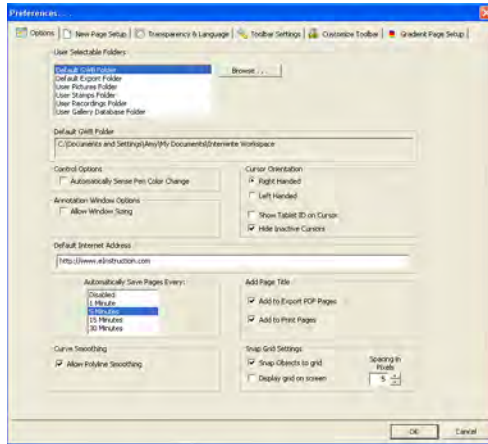 Preferences. . .
Options
New Page Setup
Transparency & Language
Toolbar Settings
Customize Toolbar
Gradient Page Setup
User Selectable Folders
Default GWB Folder
Default Export Folder
User Pictures Folder
User Stamps Folder
User Recordings Folder
User Gallery Database Folder
Browse . . .
Default GWB Folder
C:\Documents and Settings\Amy\My Documents\Interwrite Workspace
Control Options
Automatically Sense Pen Color Change
Annotation Window Options
Allow Window Sizing
Cursor Orientation
Right Handed
Left Handed
Show Tablet ID on Cursor
Hide Inactive Cursors
Default Internet Address
http://www.eInstruction.com
Automatically Save Pages Every:
Disabled
1 Minute
5 Minutes
15 Minutes
30 Minutes
Add Page Title
Add to Export PDF Pages
Add to Print Pages
Curve Smoothing
Allow Polyline Smoothing
Snap Grid Settings
Snap Objects to grid
Display grid on screen
Spacing in
Pixels
5
OK
Cancel